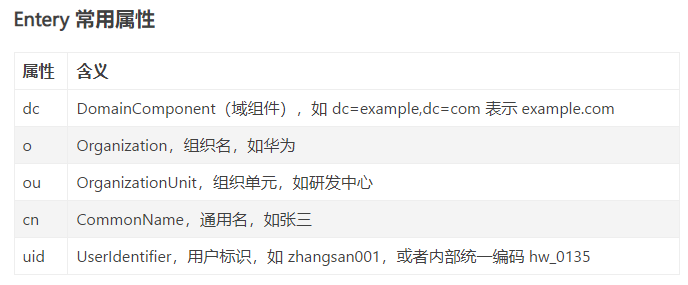 Entery 常用属性
属性 含义
dc DomainComponent（域组件），如 dc=example,dc=com 表示 example.com
o Organization，组织名，如华为
ou OrganizationUnit，组织单元，如研发中心
cn CommonName，通用名，如张三
uid UserIdentifier，用户标识，如 zhangsan001，或者内部统一编码 hw_0135